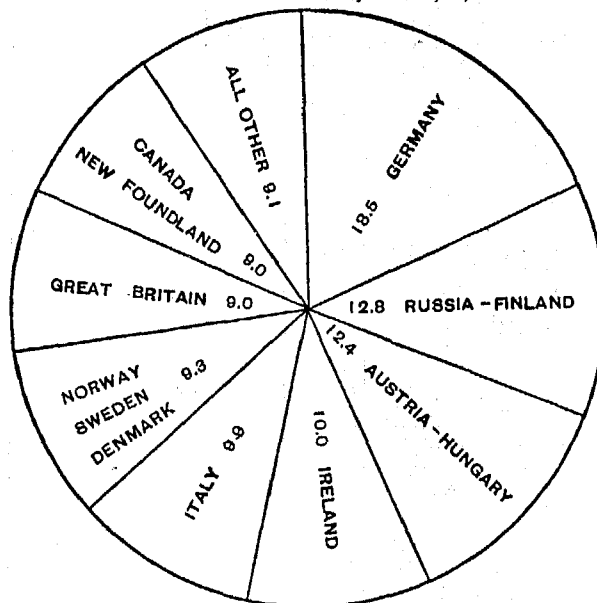 18.5 GERMANY
12.8 RUSSIA-FINLAND
12.4 AUSTRIA-HUNGARY
10.0 IRELAND
ITALY 9.9
NORWAY
SWEDEN 9.3
DENMARK
GREAT BRITAIN 9.0
CANADA
NEW FOUNDLAND 9.0
ALL OTHER 9.1